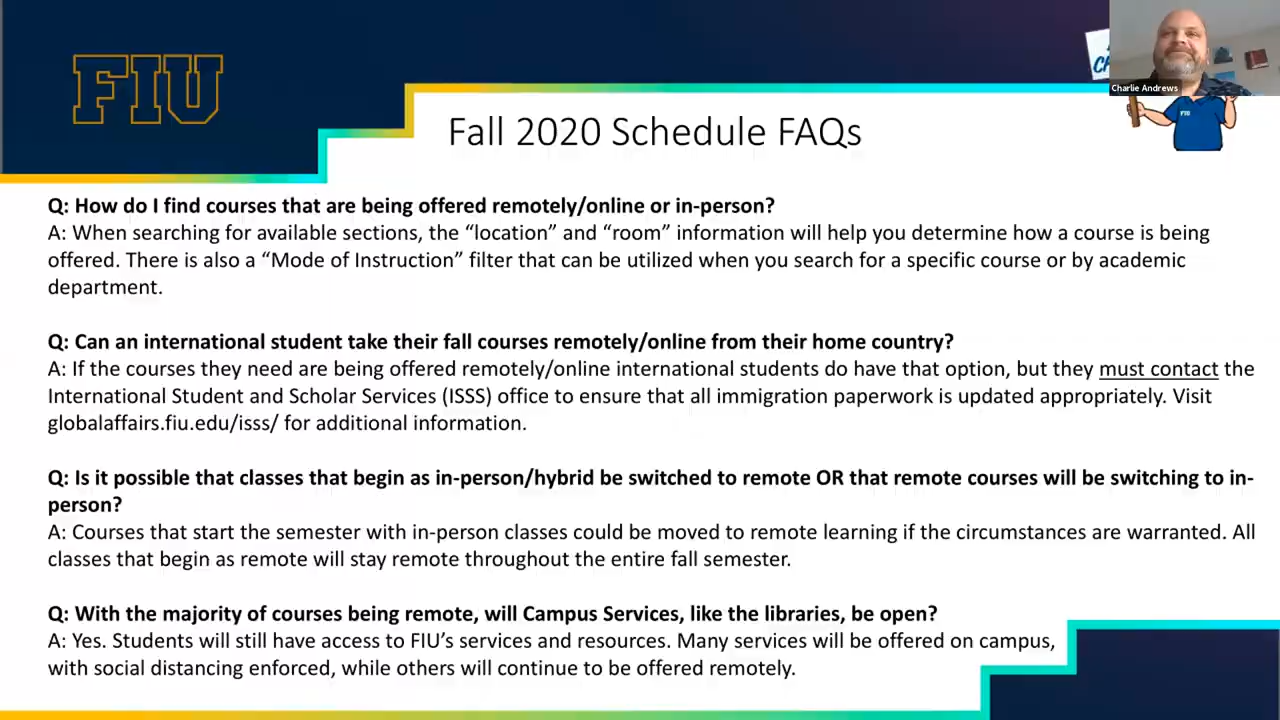 FIU
Fall 2020 Schedule FAQs
Charlie Andrews
FIU
Q: How do I find courses that are being offered remotely/online or in-person?
A: When searching for available sections, the “location” and “room” information will help you determine how a course is being
offered. There is also a “Mode of Instruction” filter that can be utilized when you search for a specific course or by academic
department.
Q: Can an international student take their fall courses remotely/online from their home country?
A: If the courses they need are being offered remotely/online international students do have that option, but they must contact the
International Student and Scholar Services (ISSS) office to ensure that all immigration paperwork is updated appropriately. Visit
globalaffairs.fiu.edu/isss/ for additional information.
Q: Is it possible that classes that begin as in-person/hybrid be switched to remote OR that remote courses will be switching to in-
person?
A: Courses that start the semester with in-person classes could be moved to remote learning if the circumstances are warranted. All
classes that begin as remote will stay remote throughout the entire fall semester.
Q: With the majority of courses being remote, will Campus Services, like the libraries, be open?
A: Yes. Students will still have access to FIU’s services and resources. Many services will be offered on campus,
with social distancing enforced, while others will continue to be offered remotely.